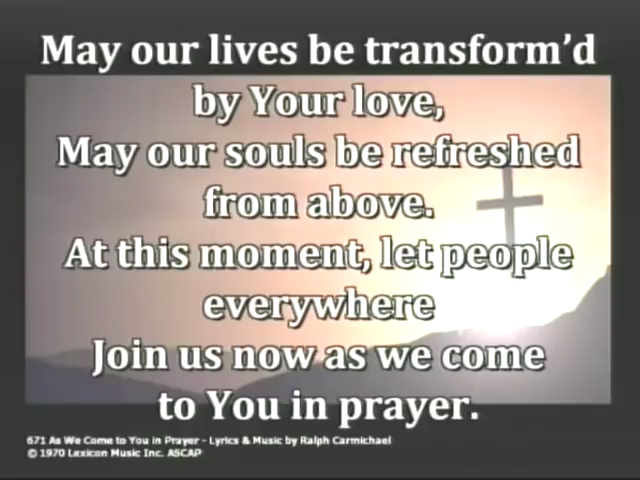 May our lives be transform'd
by Your love,
May our souls be refreshed
from above.
At this moment, let people
everywhere
Join us now as we come
to You in prayer.
671 As We Come to You in Prayer - Lyrics & Music by Ralph Carmichael
© 1970 Lexicon Music Inc. ASCAP